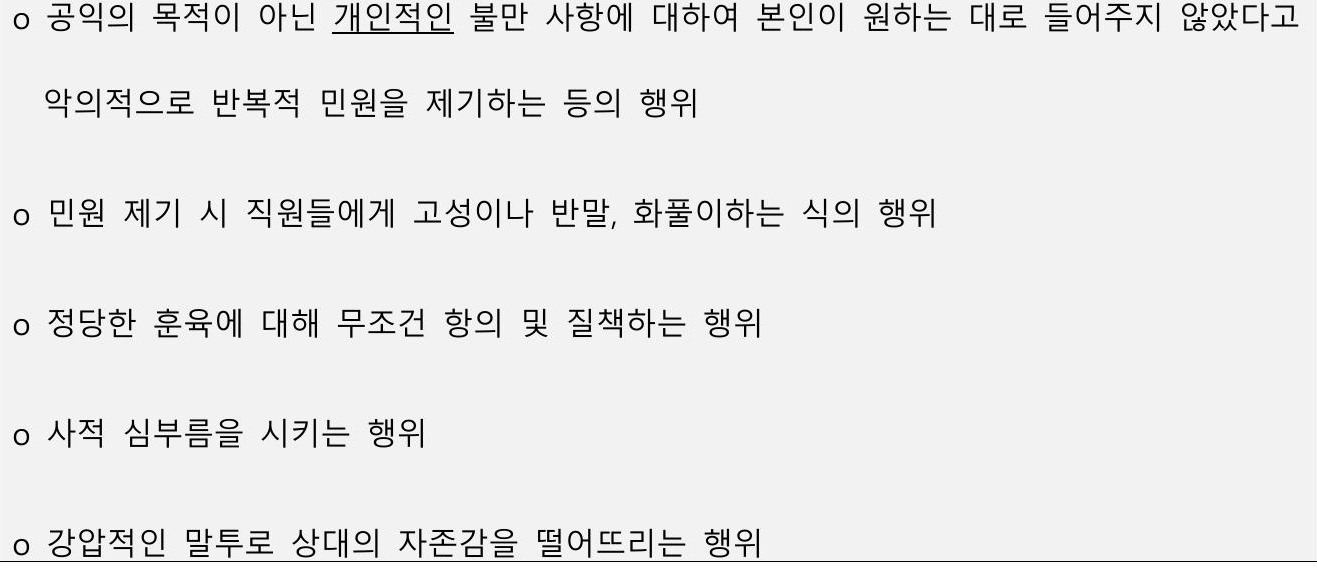 o 공익의 목적이 아닌 개인적인 불만 사항에 대하여 본인이 원하는 대로 들어주지 않았다고
악의적으로 반복적 민원을 제기하는 등의 행위
o 민원 제기 시 직원들에게 고성이나 반말, 화풀이하는 식의 행위
o 정당한 훈육에 대해 무조건 항의 및 질책하는 행위
o 사적 심부름을 시키는 행위
o 강압적인 말투로 상대의 자존감을 떨어뜨리는 행위